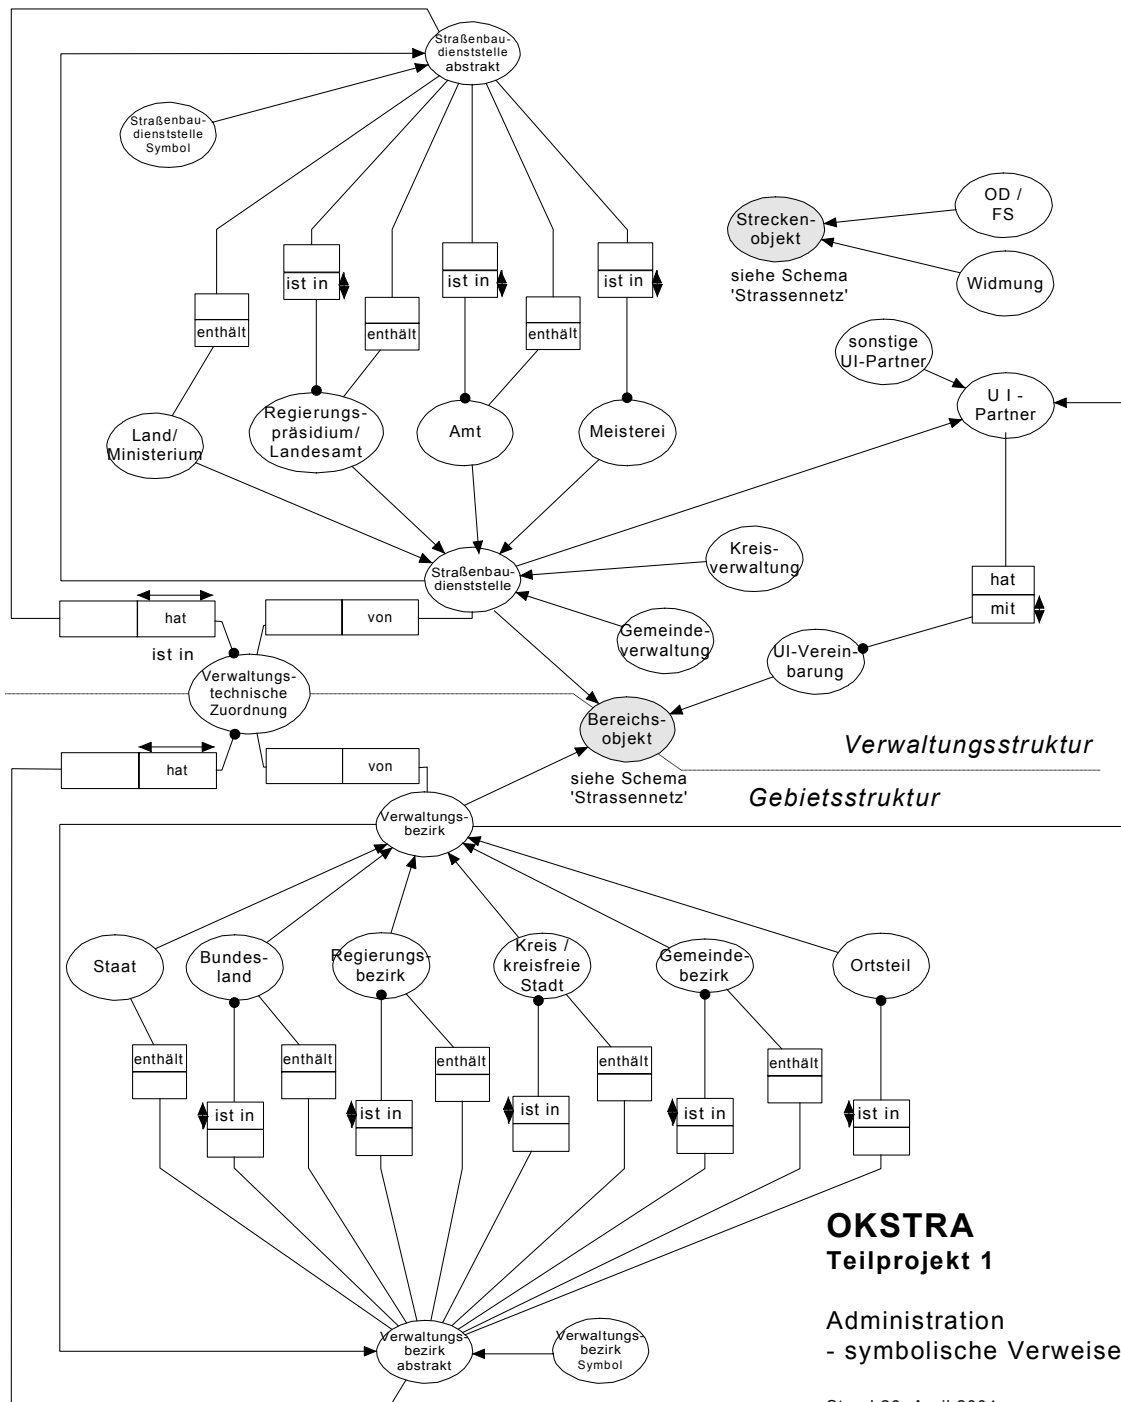 Straßenbau-
dienststelle
abstrakt
Straßenbau-
dienststelle
Symbol
OD /
FS
Strecken-
objekt
siehe Schema
'Strassennetz'
Widmung
ist in
ist in
ist in
enthält
enthält
enthält
sonstige
UI-Partner
U I -
Partner
Land/
Ministerium
Regierungs-
präsidium/
Landesamt
Amt
Meisterei
Straßenbau-
dienststelle
Kreis-
verwaltung
hat
mit
hat
von
ist in
Gemeinde-
verwaltung
UI-Verein-
barung
Verwaltungs-
technische
Zuordnung
Bereichs-
objekt
siehe Schema
'Strassennetz'
Verwaltungsstruktur
hat
von
Gebietsstruktur
Verwaltungs-
bezirk
Staat
Bundes-
land
Regierungs-
bezirk
Kreis /
kreisfreie
Stadt
Gemeinde-
bezirk
Ortsteil
enthält
enthält
enthält
enthält
enthält
ist in
ist in
ist in
ist in
ist in
OKSTRA
Teilprojekt 1
Administration
- symbolische Verweise
Verwaltungs-
bezirk
abstrakt
Verwaltungs-
bezirk
Symbol